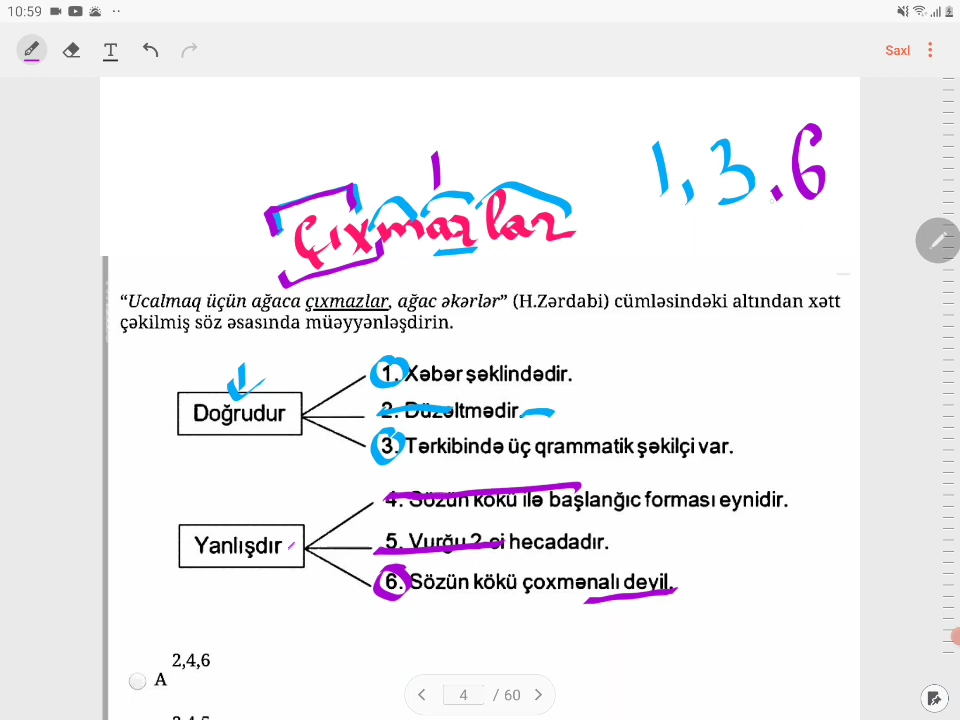 10:59
T
Saxl
1, 3, 6
çıxmazlar
“Ucalmaq üçün ağaca çıxmazlar, ağac əkərlər” (H.Zərdabi) cümləsindəki altından xətt
çəkilmiş söz əsasında müəyyənləşdirin.
1. Xəbər şəklindədir.
Doğrudur
2. Düzəltmədir.
3. Tərkibində üç qrammatik şəkilçi var.
4. Sözün kökü ilə başlanğıc forması eynidir.
Yanlışdır
5. Vurğu 2-ci hecadadır.
6. Sözün kökü çoxmənalı deyil.
2,4,6
A
4 / 60